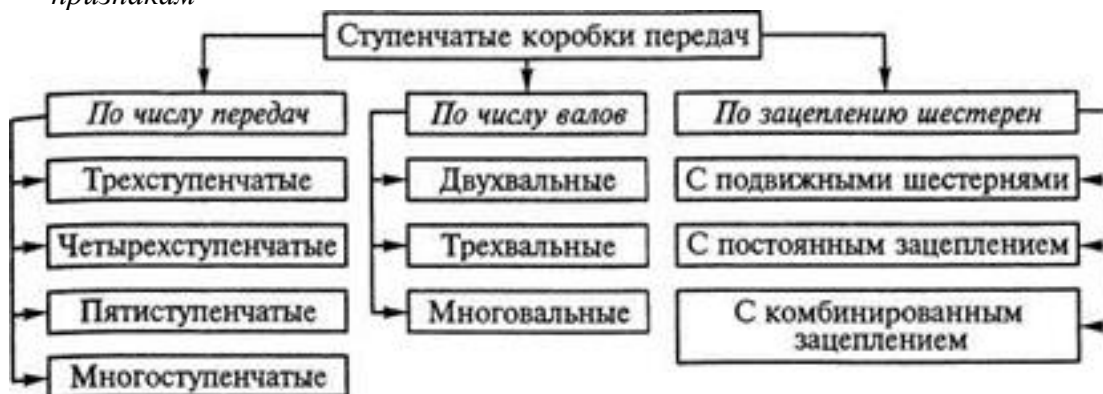 признакам
Ступенчатые коробки передач
По числу передач
Трехступенчатые
Четырехступенчатые
Пятиступенчатые
Многоступенчатые
По числу валов
Двухвальные
Трехвальные
Многовальные
По зацеплению шестерен
С подвижными шестернями
С постоянным зацеплением
С комбинированным
зацеплением